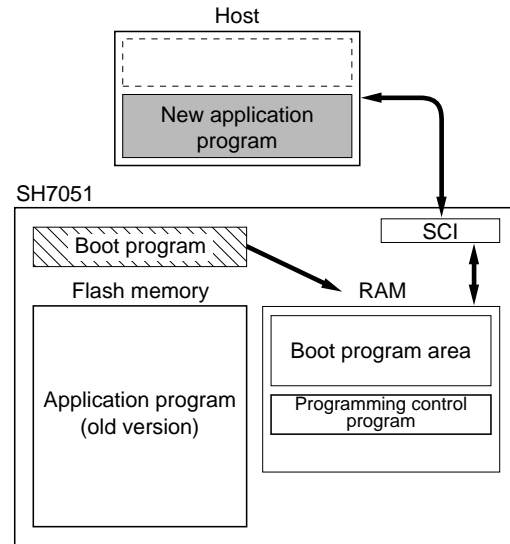 Host
New application
program
SH7051
SCI
Boot program
Flash memory
RAM
Boot program area
Application program
(old version)
Programming control
program